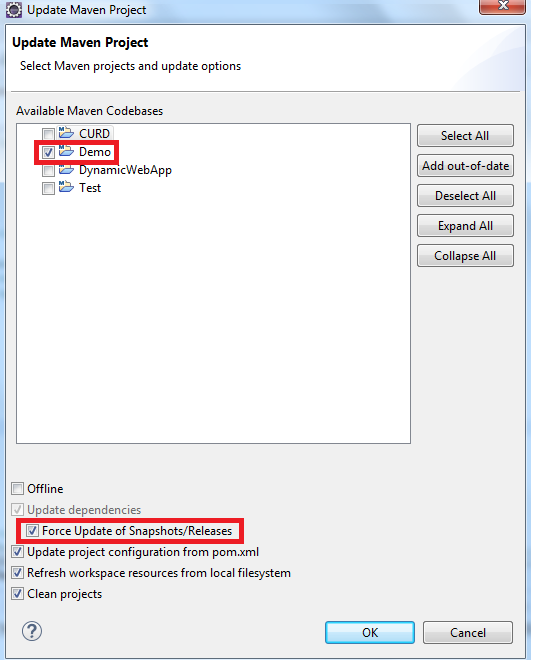 Update Maven Project
Update Maven Project
Select Maven projects and update options
Available Maven Codebases
CURD
Demo
DynamicWebApp
Test
Select All
Add out-of-date
Deselect All
Expand All
Collapse All
Offline
Update dependencies
Force Update of Snapshots/Releases
Update project configuration from pom.xml
Refresh workspace resources from local filesystem
Clean projects
OK
Cancel